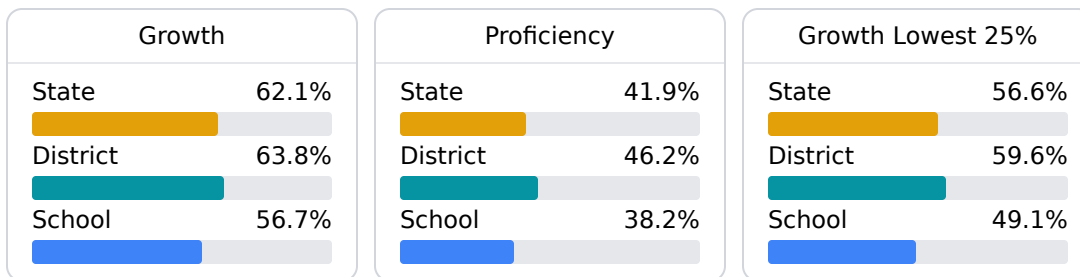 Growth
State 62.1%
District 63.8%
School 56.7%
Proficiency
State 41.9%
District 46.2%
School 38.2%
Growth Lowest 25%
State 56.6%
District 59.6%
School 49.1%